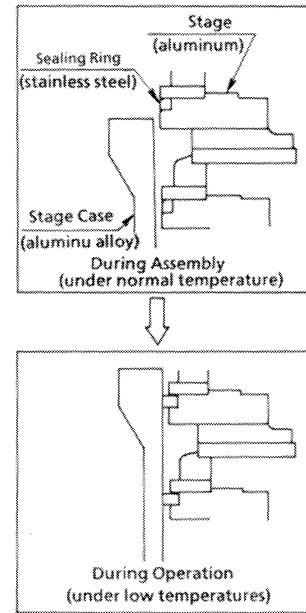 Stage
(aluminum)
Sealing Ring
(stainless steel)
Stage Case
(aluminu alloy)
During Assembly
(under normal temperature)
During Operation
(under low temperatures)